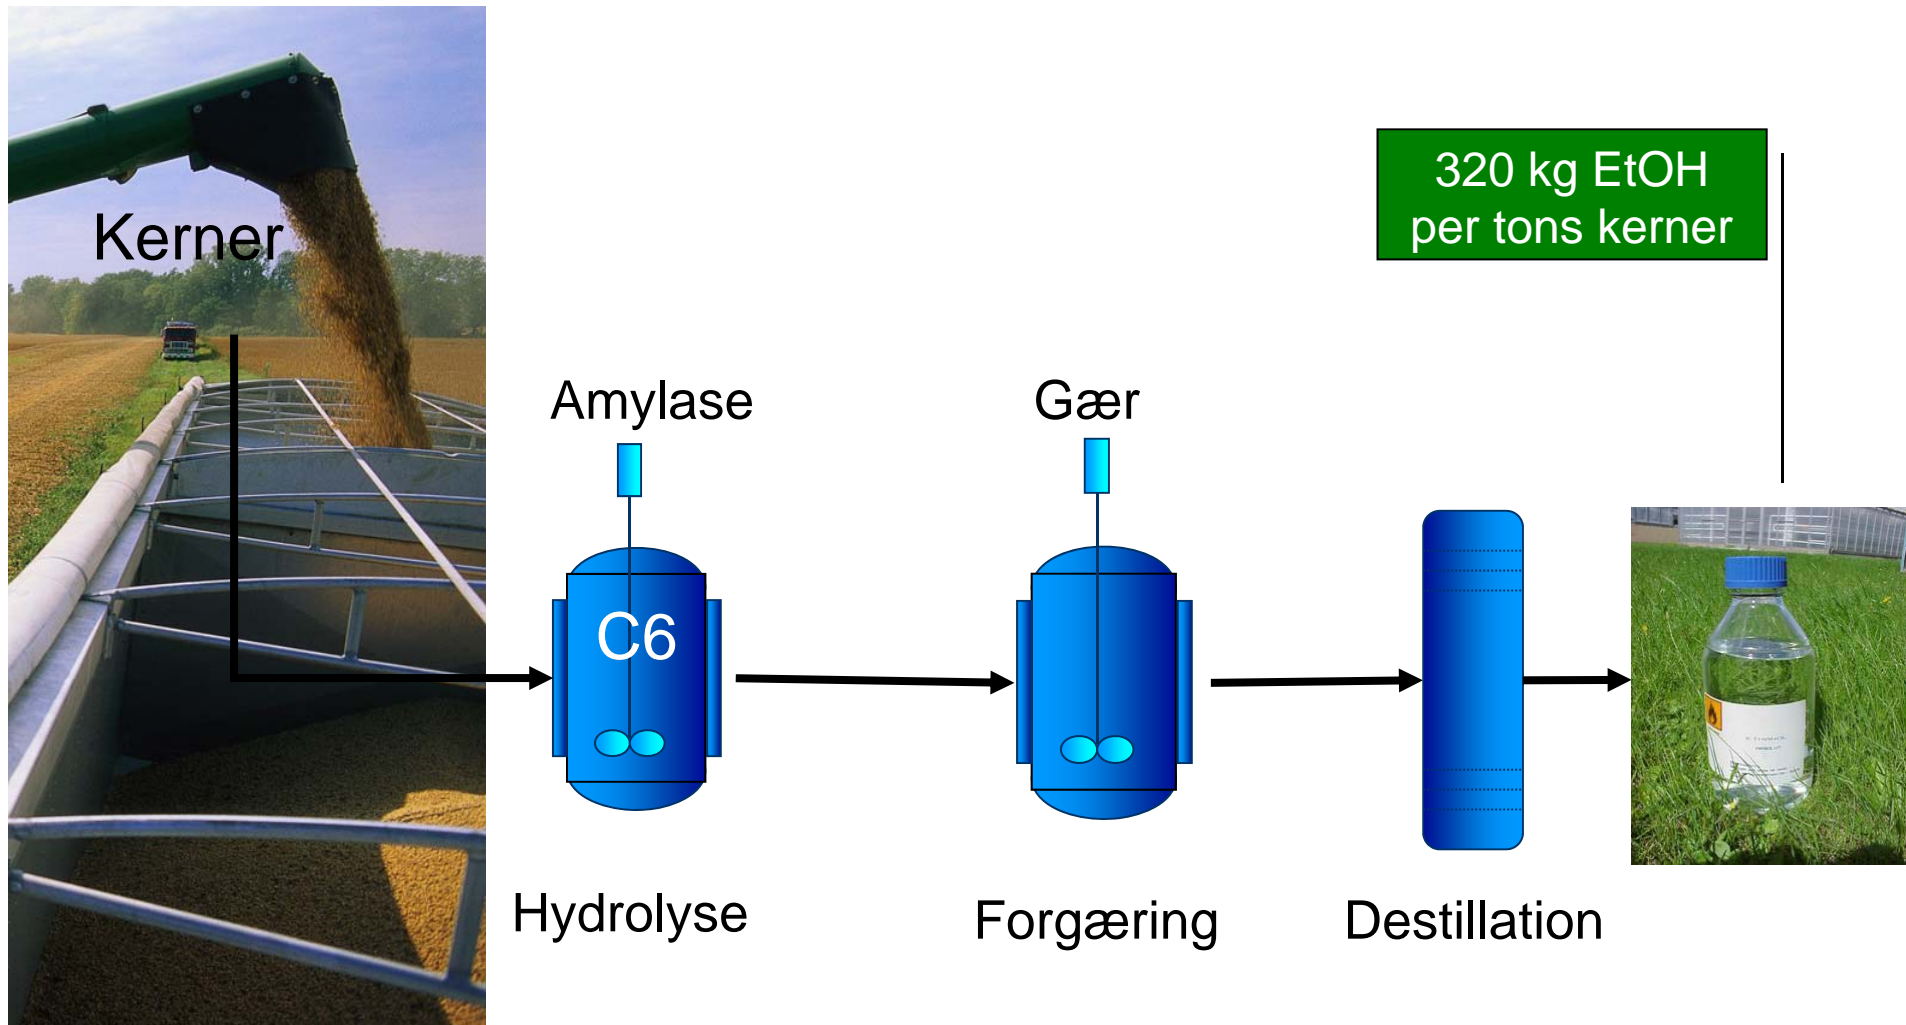 Kerner
320 kg EtOH
per tons kerner
Amylase
Gær
C6
Hydrolyse
Forgæring
Destillation